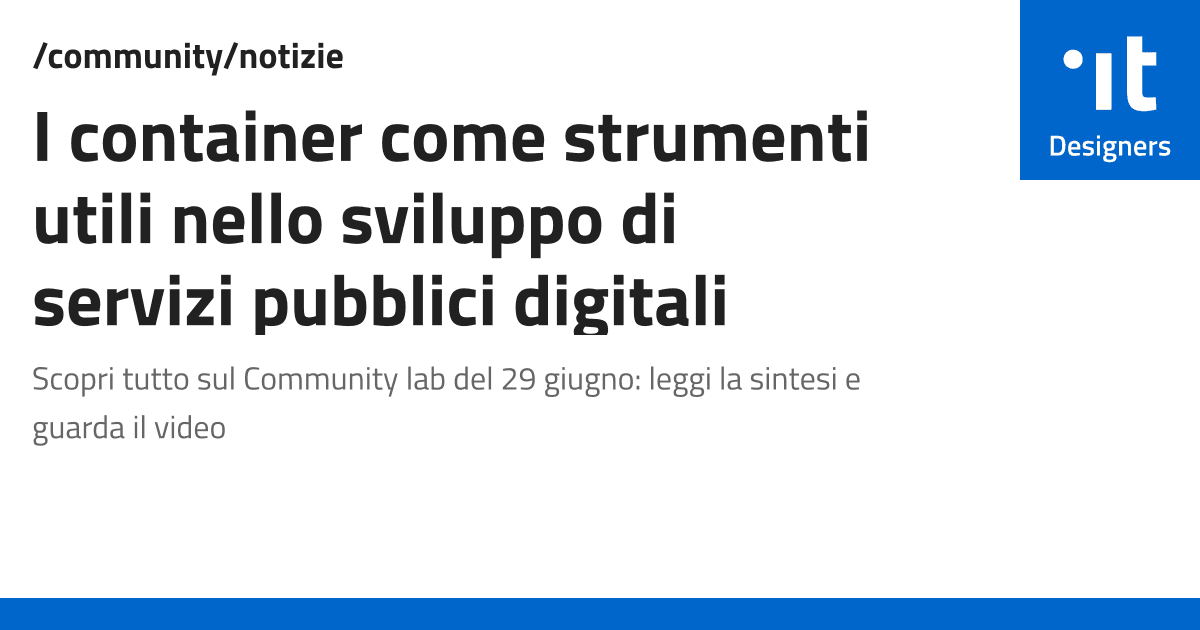 /community/notizie
I container come strumenti
utili nello sviluppo di
servizi pubblici digitali
Scopri tutto sul Community lab del 29 giugno: leggi la sintesi e
guarda il video
it
Designers